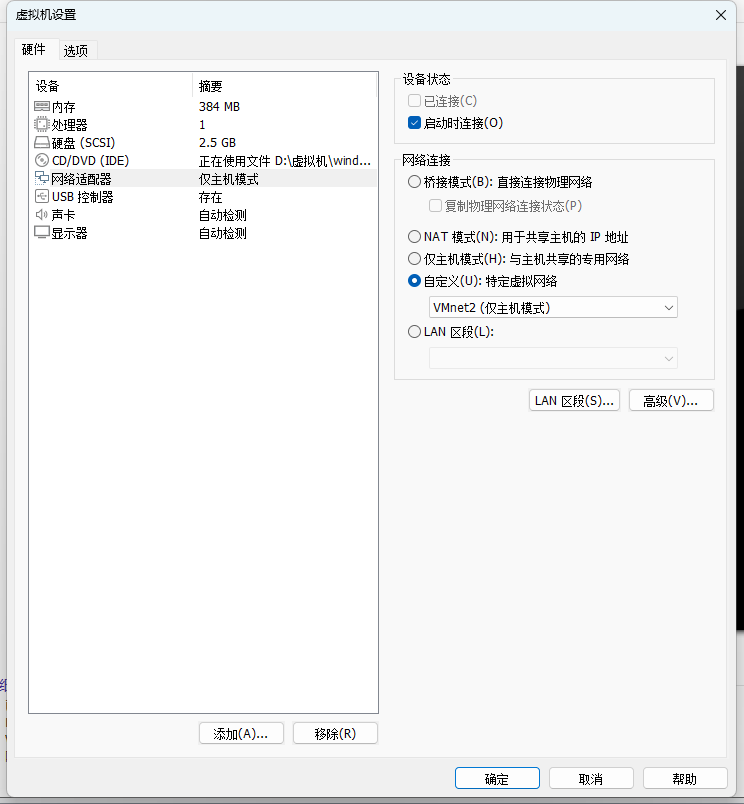 虚拟机设置
硬件 选项
设备 摘要
内存 384 MB
处理器 1
硬盘 (SCSI) 2.5 GB
CD/DVD (IDE) 正在使用文件 D:\虚拟机\wind...
网络适配器 仅主机模式
USB 控制器 存在
声卡 自动检测
显示器 自动检测
添加(A)... 移除(R)
设备状态
已连接(C)
启动时连接(O)
网络连接
桥接模式(B): 直接连接物理网络
复制物理网络连接状态(P)
NAT 模式(N): 用于共享主机的 IP 地址
仅主机模式(H): 与主机共享的专用网络
自定义(U): 特定虚拟网络
VMnet2 (仅主机模式)
LAN 区段(L):
LAN 区段(S)... 高级(V)...
确定 取消 帮助